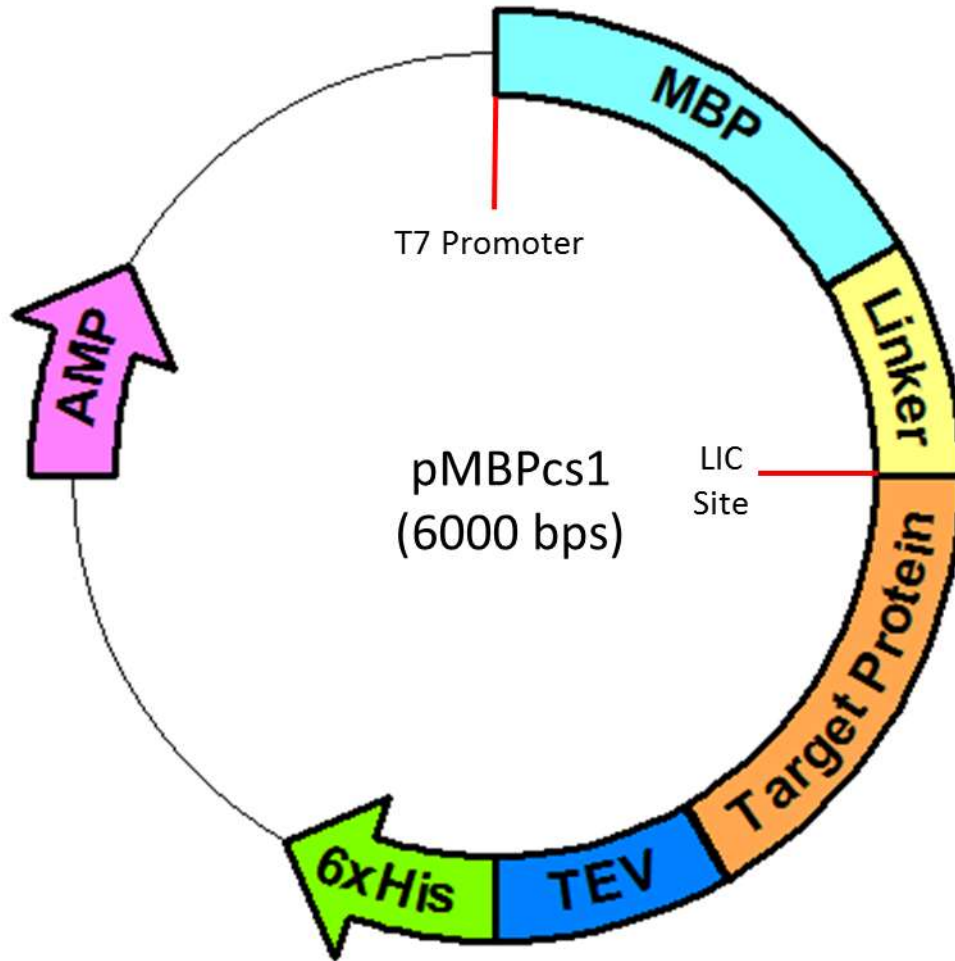 MBP
T7 Promoter
Linker
AMP
pMBPcs1
(6000 bps)
LIC
Site
Target Protein
TEV
6xHis